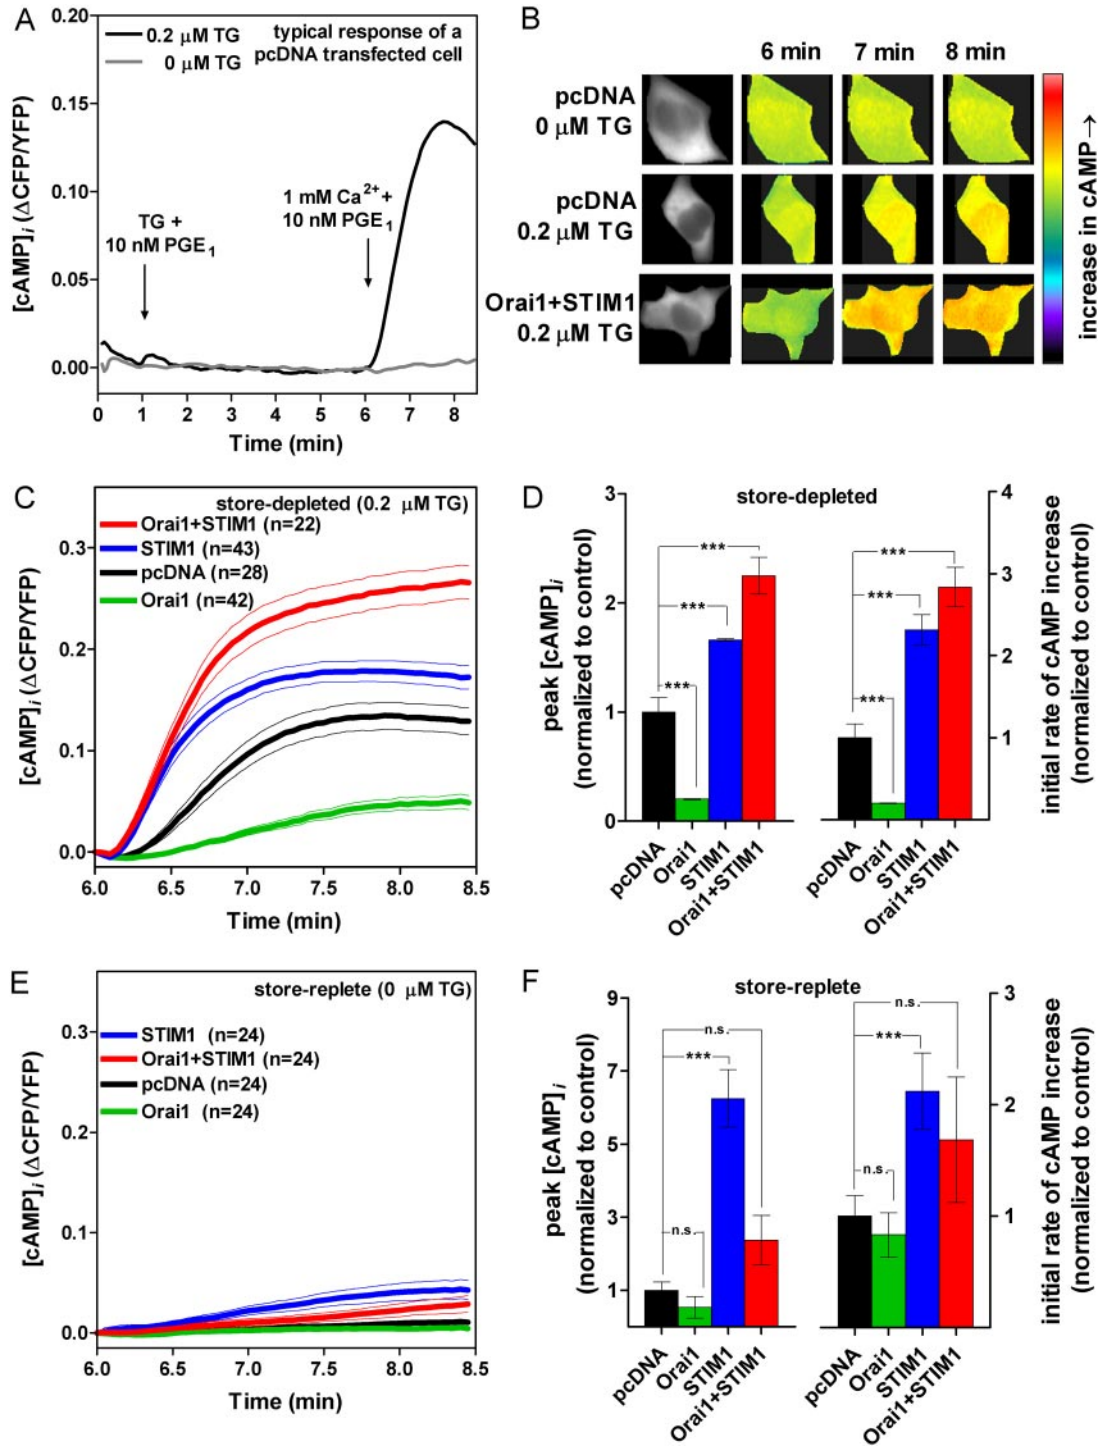 A
0.20
0.15
0.10
0.05
0.00
[cAMP]i (ΔCFP/YFP)
0.2 μM TG
0 μM TG
typical response of a
pcDNA transfected cell
TG +
10 nM PGE1
1 mM Ca2+ +
10 nM PGE1
0 1 2 3 4 5 6 7 8
Time (min)
B
6 min 7 min 8 min
pcDNA
0 μM TG
pcDNA
0.2 μM TG
Orai1+STIM1
0.2 μM TG
increase in cAMP→
C
store-depleted (0.2 μM TG)
Orai1+STIM1 (n=22)
STIM1 (n=43)
pcDNA (n=28)
Orai1 (n=42)
0.3
0.2
0.1
0.0
[cAMP]i (ΔCFP/YFP)
6.0 6.5 7.0 7.5 8.0 8.5
Time (min)
D
store-depleted
3
2
1
0
peak [cAMP]i
(normalized to control)
***
***
***
pcDNA
Orai1
STIM1
Orai1+STIM1
***
***
***
pcDNA
Orai1
STIM1
Orai1+STIM1
4
3
2
1
initial rate of cAMP increase
(normalized to control)
E
store-replete (0 μM TG)
STIM1 (n=24)
Orai1+STIM1 (n=24)
pcDNA (n=24)
Orai1 (n=24)
0.3
0.2
0.1
0.0
[cAMP]i (ΔCFP/YFP)
6.0 6.5 7.0 7.5 8.0 8.5
Time (min)
F
store-replete
9
7
5
3
1
peak [cAMP]i
(normalized to control)
n.s.
***
n.s.
pcDNA
Orai1
STIM1
Orai1+STIM1
n.s.
***
n.s.
pcDNA
Orai1
STIM1
Orai1+STIM1
3
2
1
initial rate of cAMP increase
(normalized to control)